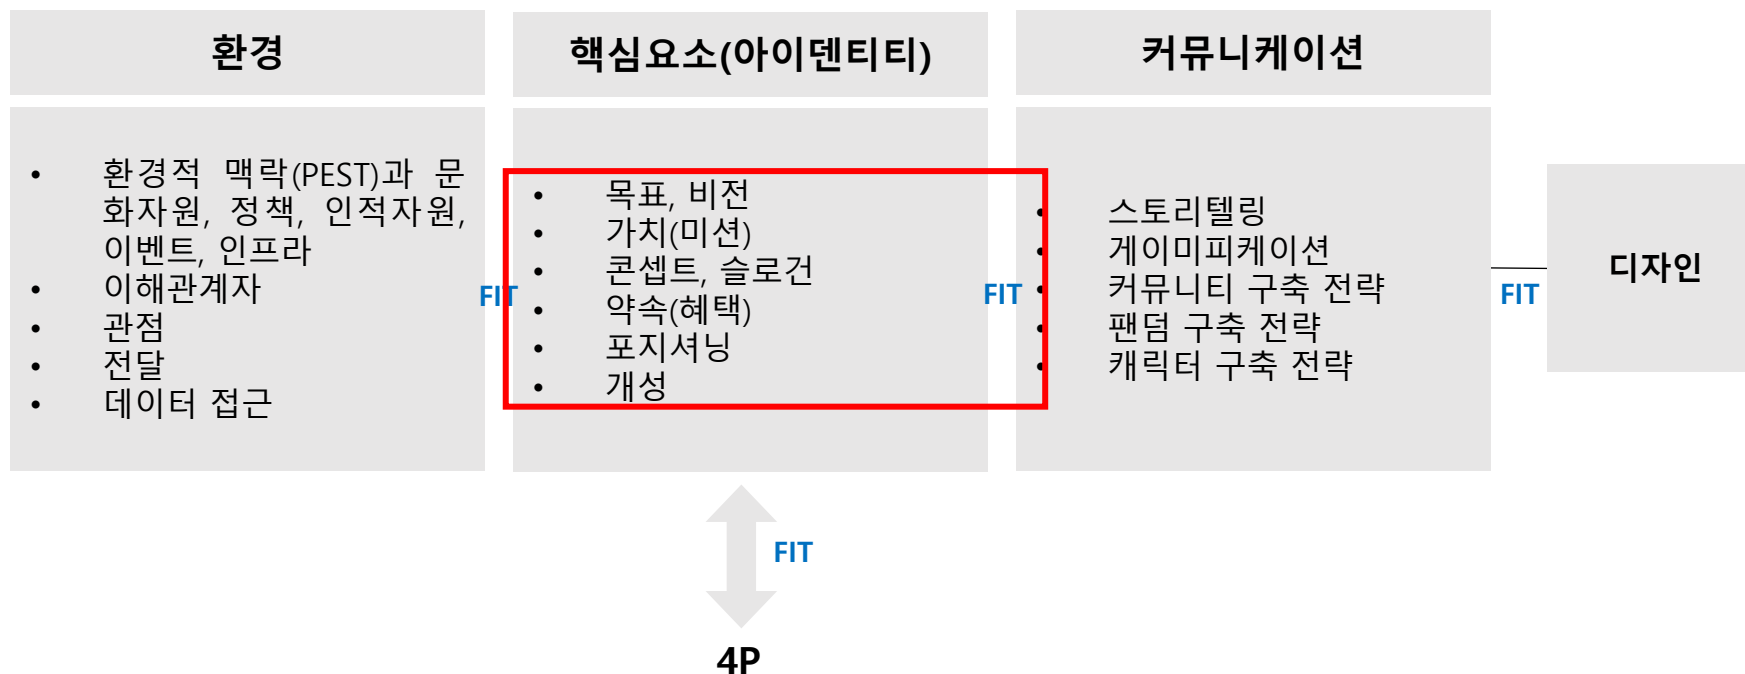 환경
• 환경적 맥락(PEST)과 문
화자원, 정책, 인적자원,
이벤트, 인프라
• 이해관계자
• 관점
• 전달
• 데이터 접근
FIT
핵심요소(아이덴티티)
• 목표, 비전
• 가치(미션)
• 콘셉트, 슬로건
• 약속(혜택)
• 포지셔닝
• 개성
FIT
커뮤니케이션
• 스토리텔링
• 게이미피케이션
• 커뮤니티 구축 전략
• 팬덤 구축 전략
• 캐릭터 구축 전략
FIT
디자인
FIT
4P